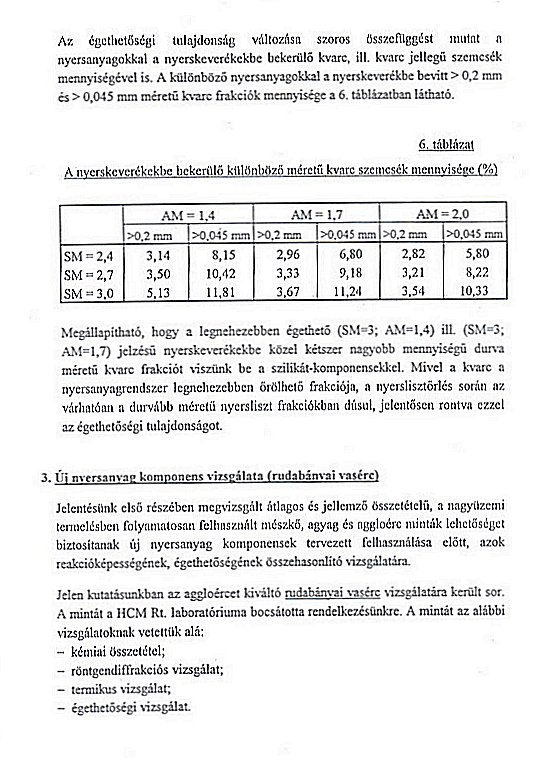 Az égethetőségi tulajdonság változása szoros összefüggést mutat a
nyersanyagokkal a nyerskeverékekbe bekerülő kvarc, ill. kvarc jellegű szemcsék
mennyiségével is. A különböző nyersanyagokkal a nyerskeverékbe bevitt > 0,2 mm
és > 0,045 mm méretű kvarc frakciók mennyisége a 6. táblázatban látható.
6. táblázat
A nyerskeverékekbe bekerülő különböző méretű kvarc szemcsék mennyisége (%)
AM = 1,4 AM = 1,7 AM = 2,0
>0,2 mm >0,045 mm >0,2 mm >0,045 mm >0,2 mm >0,045 mm
SM = 2,4 3,14 8,15 2,96 6,80 2,82 5,80
SM = 2,7 3,50 10,42 3,33 9,18 3,21 8,22
SM = 3,0 5,13 11,81 3,67 11,24 3,54 10,33
Megállapítható, hogy a legnehezebben égethető (SM=3; AM=1,4) ill. (SM=3;
AM=1,7) jelzésű nyerskeverékekbe közel kétszer nagyobb mennyiségű durva
méretű kvarc frakciót viszünk be a szilikát-komponensekkel. Mivel a kvarc a
nyersanyagrendszer legnehezebben őrölhető frakciója, a nyerslisztőrlés során az
várhatóan a durvább méretű nyersliszt frakciókban dúsul, jelentősen rontva ezzel
az égethetőségi tulajdonságot.
3. Új nyersanyag komponens vizsgálata (rudabányai vasérc)
Jelentésünk első részében megvizsgált átlagos és jellemző összetételű, a nagyüzemi
termelésben folyamatosan felhasznált mészkő, agyag és aggloérc minták lehetőséget
biztosítanak új nyersanyag komponensek tervezett felhasználása előtt, azok
reakcióképességének, égethetőségének összehasonlító vizsgálatára.
Jelen kutatásunkban az aggloércet kiváltó rudabányai vasérc vizsgálatára került sor.
A mintát a HCM Rt. laboratóriuma bocsátotta rendelkezésünkre. A mintát az alábbi
vizsgálatoknak vetettük alá:
– kémiai összetétel;
– röntgendiffrakciós vizsgálat;
– termikus vizsgálat;
– égethetőségi vizsgálat.